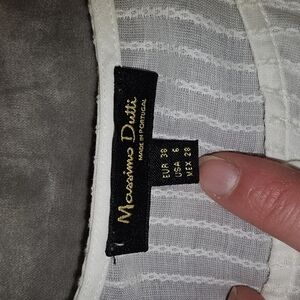 Massimo Dutti
MADE IN PORTUGAL
EUR 38
USA 6
MEX 28